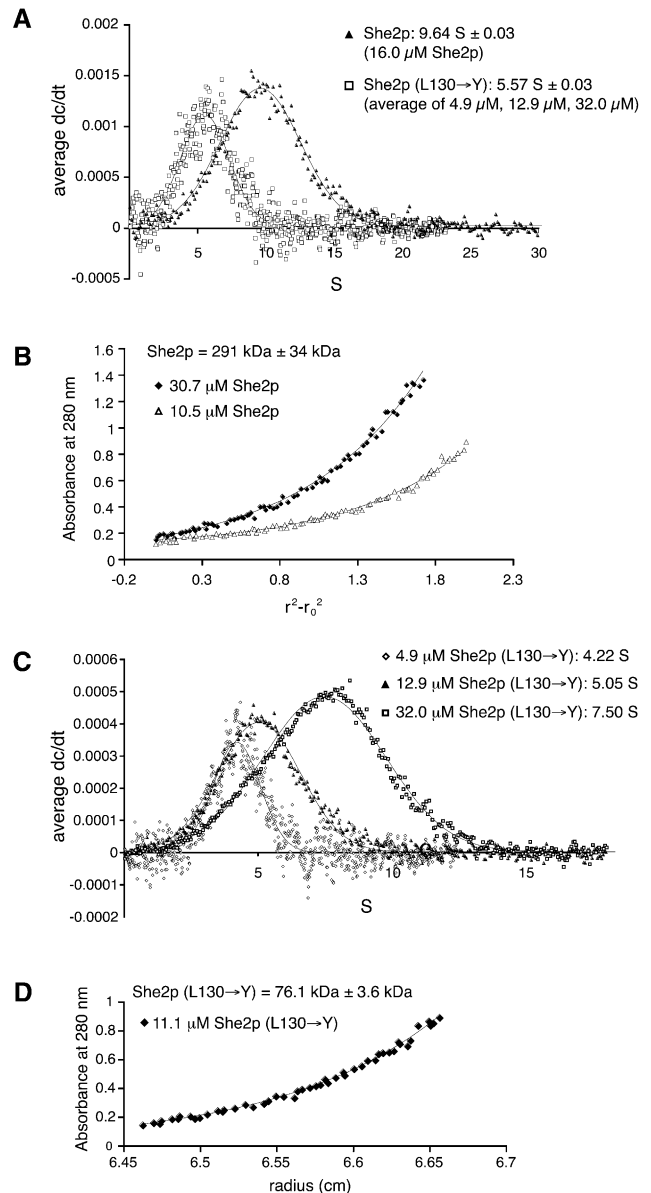 A
0.002
0.0015
0.001
0.0005
0
-0.0005
average dc/dt
5
10
15
20
25
30
S
▲ She2p: 9.64 S ± 0.03
(16.0 µM She2p)
□ She2p (L130→Y): 5.57 S ± 0.03
(average of 4.9 µM, 12.9 µM, 32.0 µM)
B
She2p = 291 kDa ± 34 kDa
◆ 30.7 µM She2p
△ 10.5 µM She2p
1.6
1.4
1.2
1
0.8
0.6
0.4
0.2
0
Absorbance at 280 nm
-0.2
0.3
0.8
1.3
1.8
2.3
r²-r₀²
C
0.0006
0.0005
0.0004
0.0003
0.0002
0.0001
0
-0.0001
-0.0002
average dc/dt
5
10
15
S
◇ 4.9 µM She2p (L130→Y): 4.22 S
▲ 12.9 µM She2p (L130→Y): 5.05 S
□ 32.0 µM She2p (L130→Y): 7.50 S
D
She2p (L130→Y) = 76.1 kDa ± 3.6 kDa
◆ 11.1 µM She2p (L130→Y)
1
0.8
0.6
0.4
0.2
0
Absorbance at 280 nm
6.45
6.5
6.55
6.6
6.65
6.7
radius (cm)